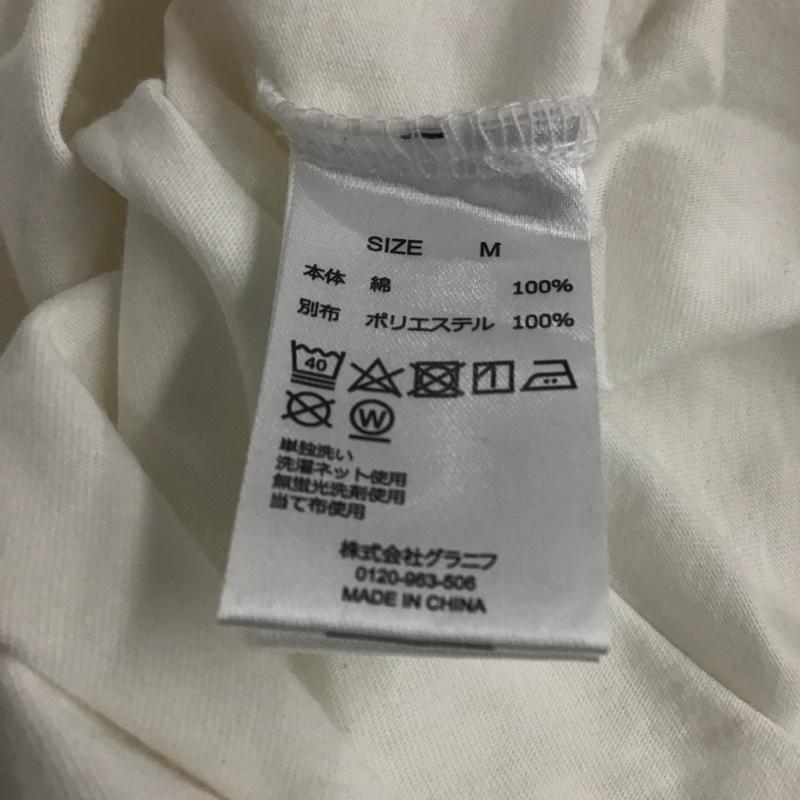 SIZE M
本体 綿 100%
別布 ポリエステル 100%
40
W
単独洗い
洗濯ネット使用
無蛍光洗剤使用
当て布使用
株式会社グラニフ
0120-963-506
MADE IN CHINA